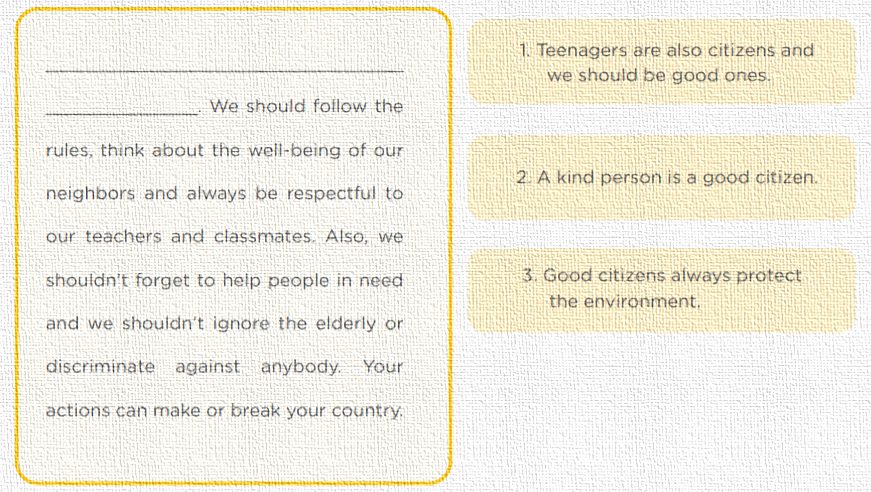 ____________. We should follow the
rules, think about the well-being of our
neighbors and always be respectful to
our teachers and classmates. Also, we
shouldn't forget to help people in need
and we shouldn't ignore the elderly or
discriminate against anybody. Your
actions can make or break your country.
1. Teenagers are also citizens and
we should be good ones.
2. A kind person is a good citizen.
3. Good citizens always protect
the environment.